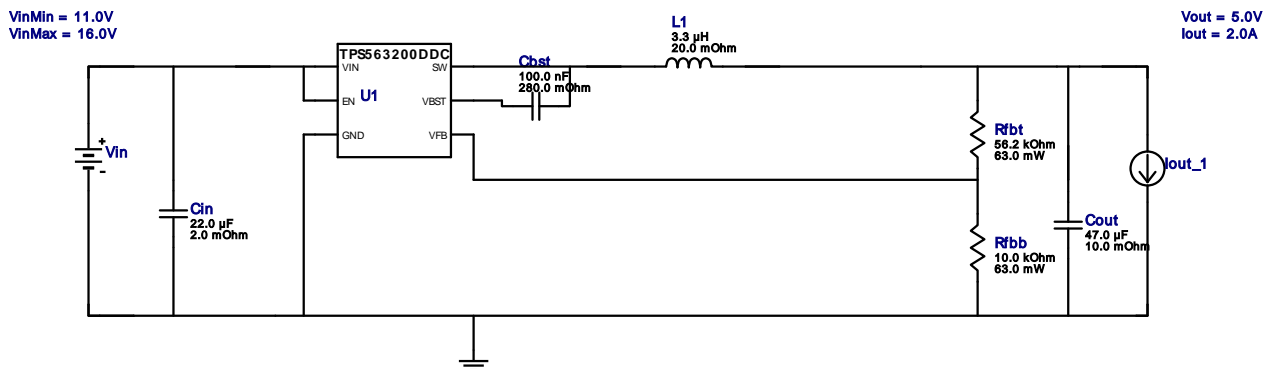 VinMin = 11.0V
VinMax = 16.0V
Vout = 5.0V
Iout = 2.0A
L1
3.3 µH
20.0 mOhm
TPS563200DDC
VIN
SW
EN
U1
VBST
GND
VFB
Cbst
100.0 nF
280.0 mOhm
Vin
+
-
Cin
22.0 µF
2.0 mOhm
Rfbt
56.2 kOhm
63.0 mW
Iout_1
Rfbb
10.0 kOhm
63.0 mW
Cout
47.0 µF
10.0 mOhm